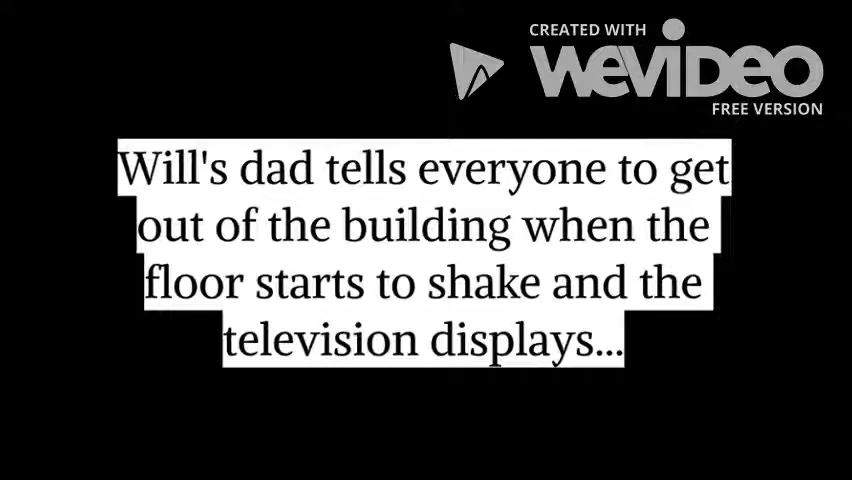 CREATED WITH
WEVIDEO
FREE VERSION
Will's dad tells everyone to get
out of the building when the
floor starts to shake and the
television displays...